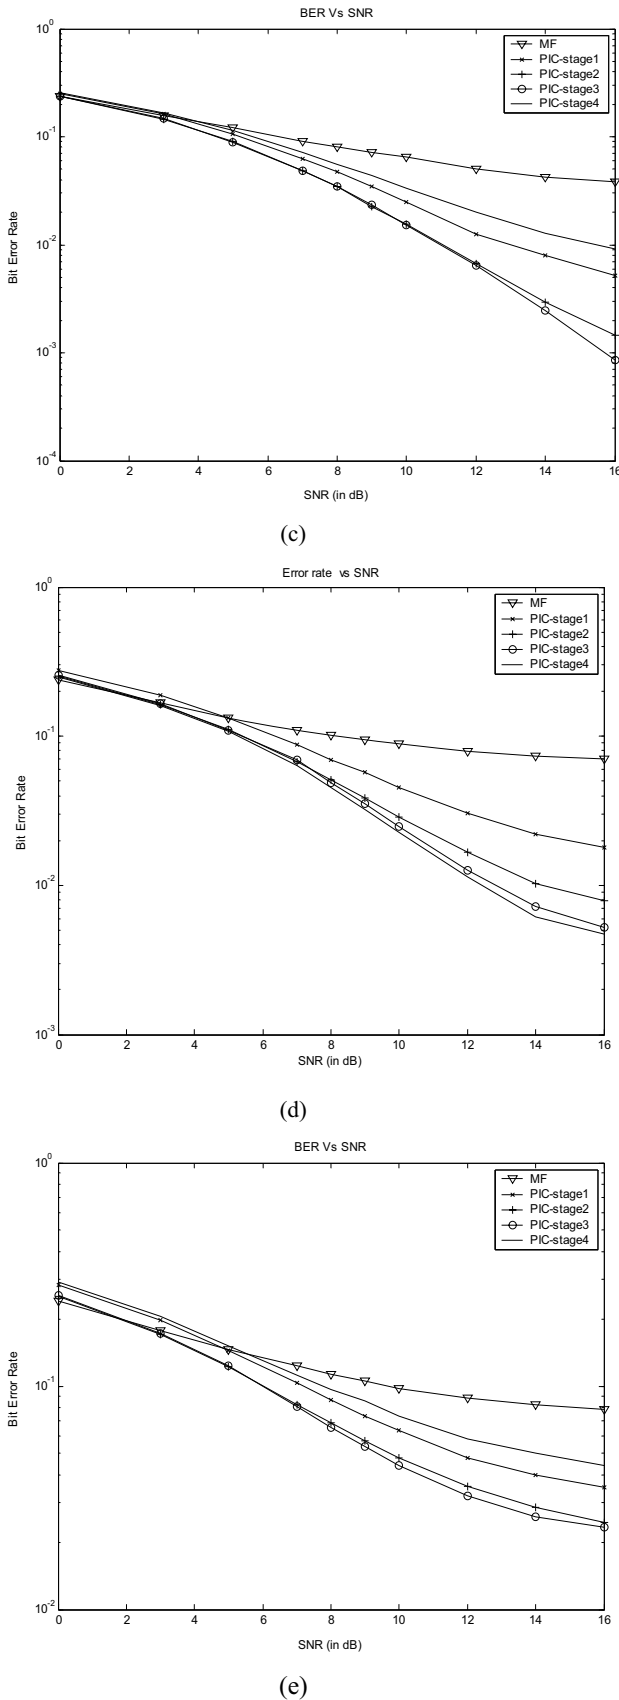 BER Vs SNR
10^0
10^-1
10^-2
10^-3
10^-4
Bit Error Rate
MF
PIC-stage1
PIC-stage2
PIC-stage3
PIC-stage4
0 2 4 6 8 10 12 14 16
SNR (in dB)
(c)
Error rate vs SNR
10^0
10^-1
10^-2
10^-3
Bit Error Rate
MF
PIC-stage1
PIC-stage2
PIC-stage3
PIC-stage4
0 2 4 6 8 10 12 14 16
SNR (in dB)
(d)
BER Vs SNR
10^0
10^-1
10^-2
Bit Error Rate
MF
PIC-stage1
PIC-stage2
PIC-stage3
PIC-stage4
0 2 4 6 8 10 12 14 16
SNR (in dB)
(e)